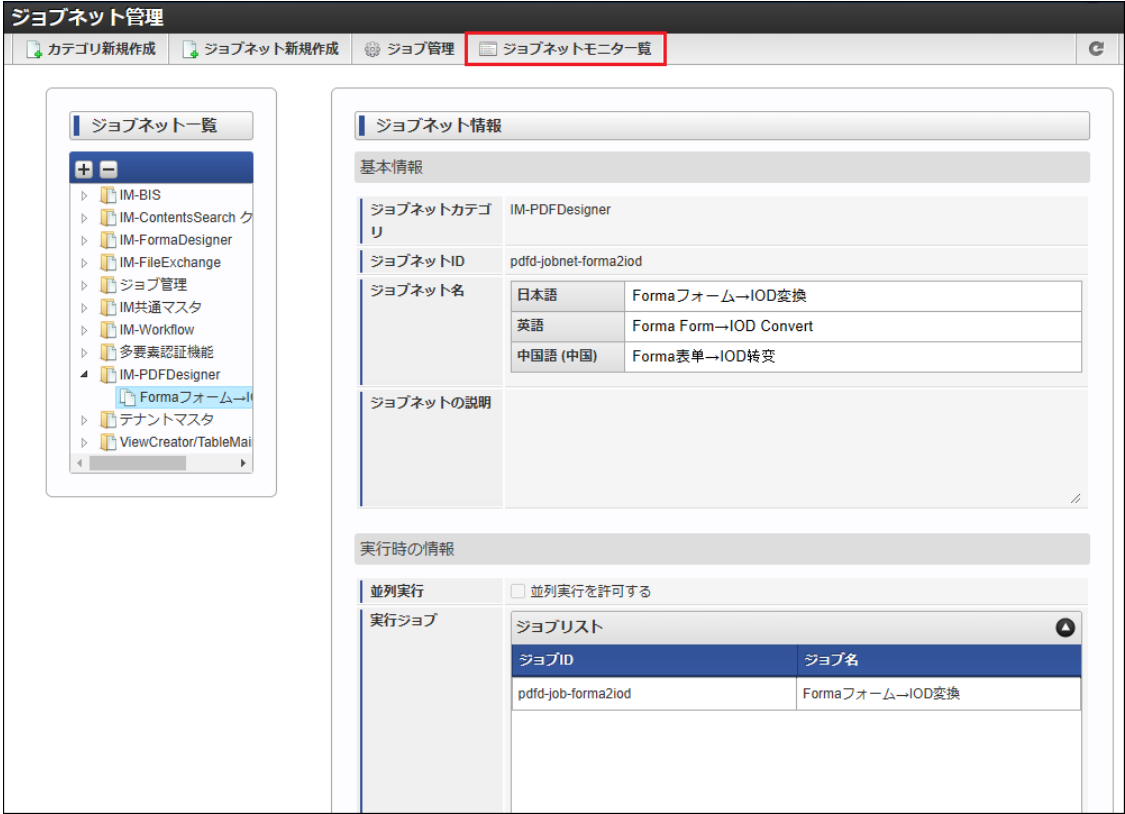 ジョブネット管理
カテゴリ新規作成 ジョブネット新規作成 ジョブ管理 ジョブネットモニター覧
ジョブネット一覧
IM-BIS
IM-ContentsSearch ク
IM-FormaDesigner
IM-FileExchange
ジョブ管理
IM共通マスタ
IM-Workflow
多要素認証機能
IM-PDFDesigner
Formaフォーム→I
テナントマスタ
ViewCreator/TableMai
ジョブネット情報
基本情報
ジョブネットカテゴリ IM-PDFDesigner
ジョブネットID pdfd-jobnet-forma2iod
ジョブネット名
日本語 Formaフォーム→IOD変換
英語 Forma Form→IOD Convert
中国語 (中国) Forma表单→IOD转变
ジョブネットの説明
実行時の情報
並列実行 並列実行を許可する
実行ジョブ
ジョブリスト
ジョブID ジョブ名
pdfd-job-forma2iod Formaフォーム→IOD変換